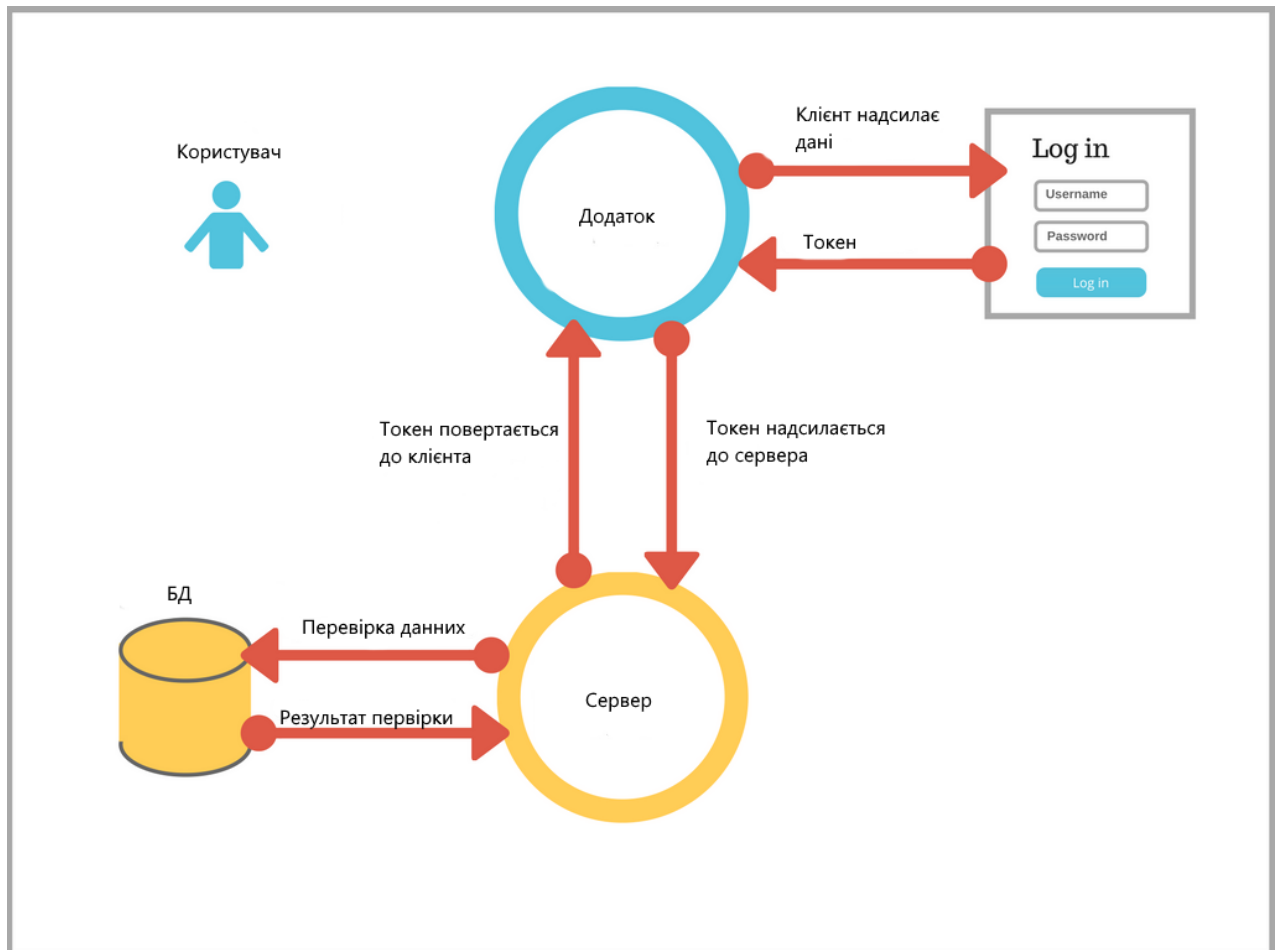 Клієнт надсилає
дані
Log in
Користувач
Username
Додаток
Password
Токен
Log in
Токен повертається
до клієнта
Токен надсилається
до сервера
БД
Перевірка данних
Сервер
Результат первірки